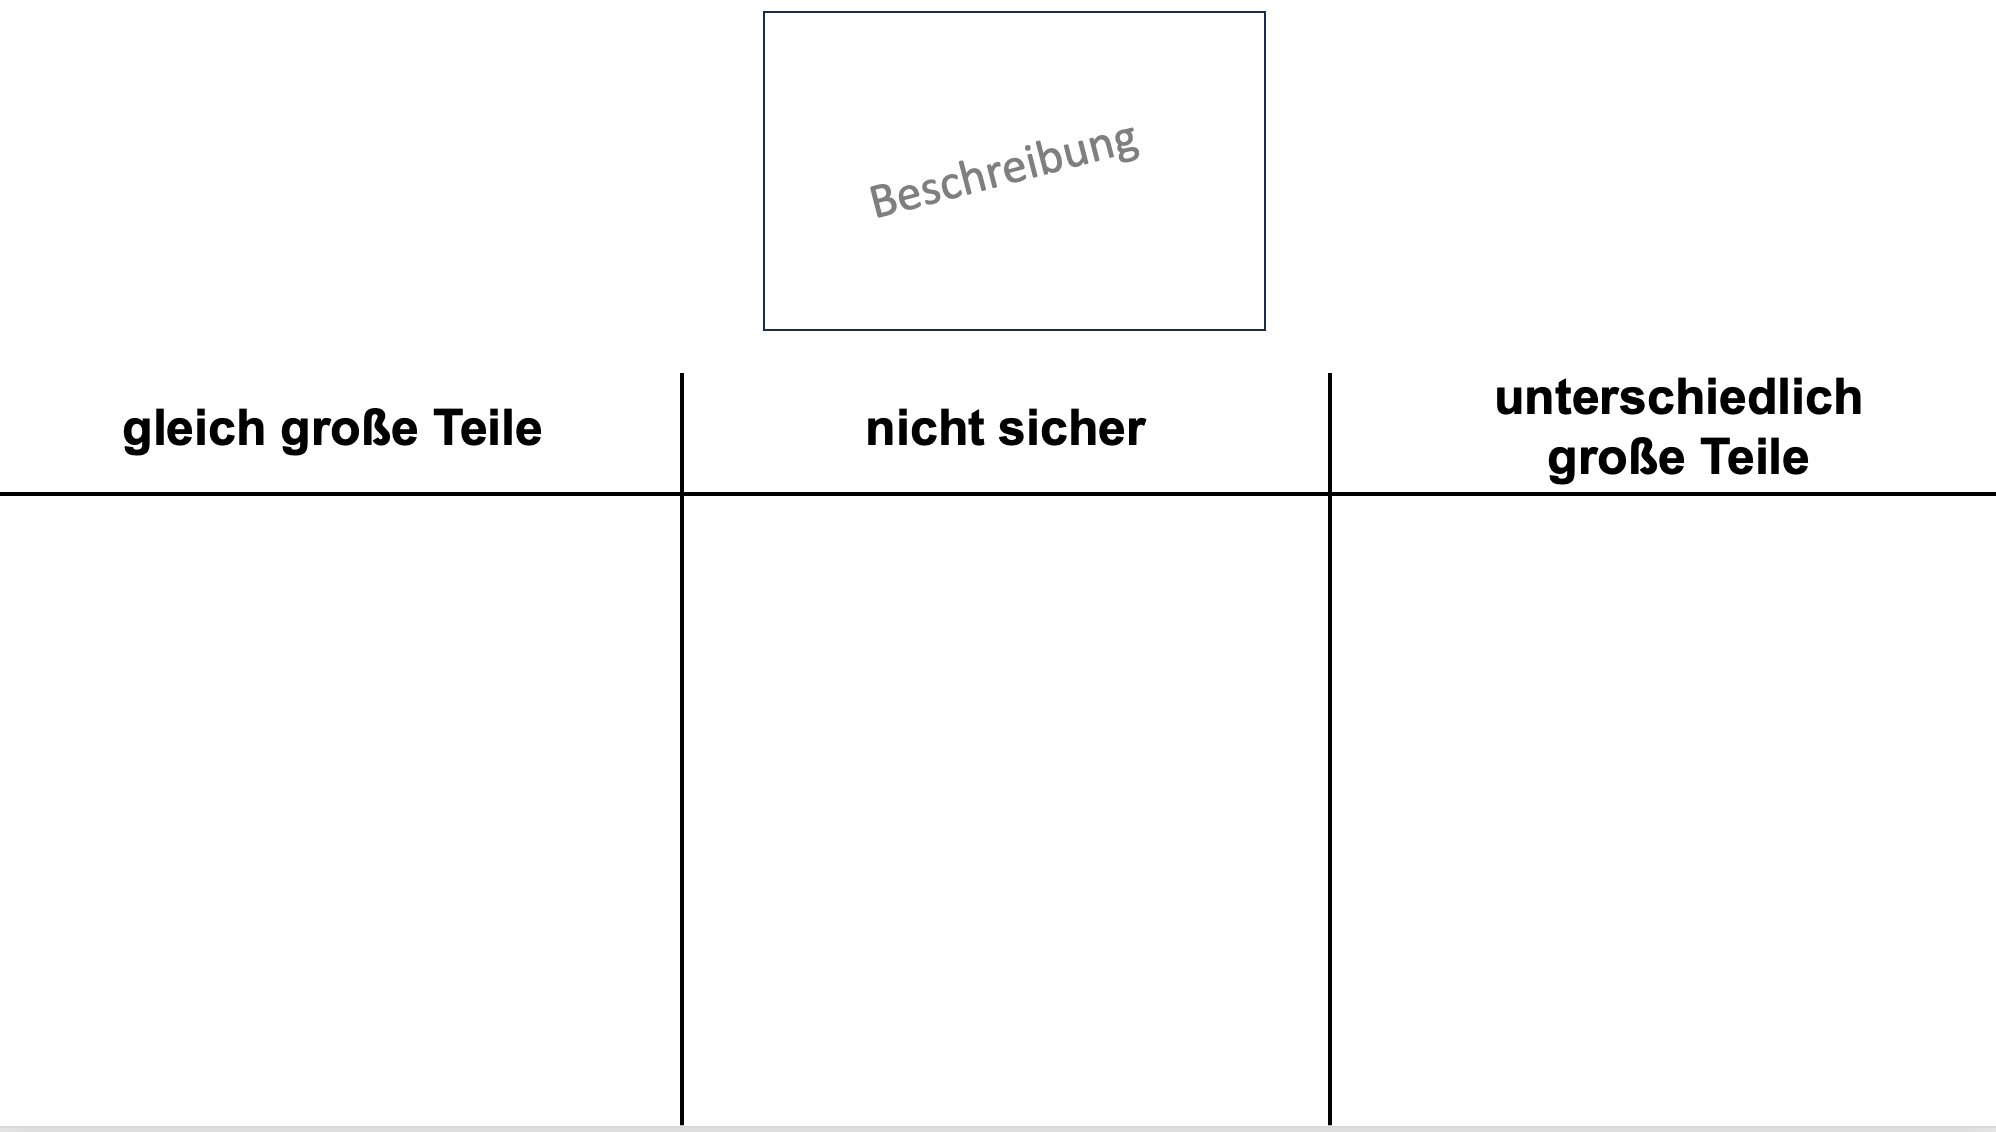 Beschreibung
gleich große Teile
nicht sicher
unterschiedlich
große Teile